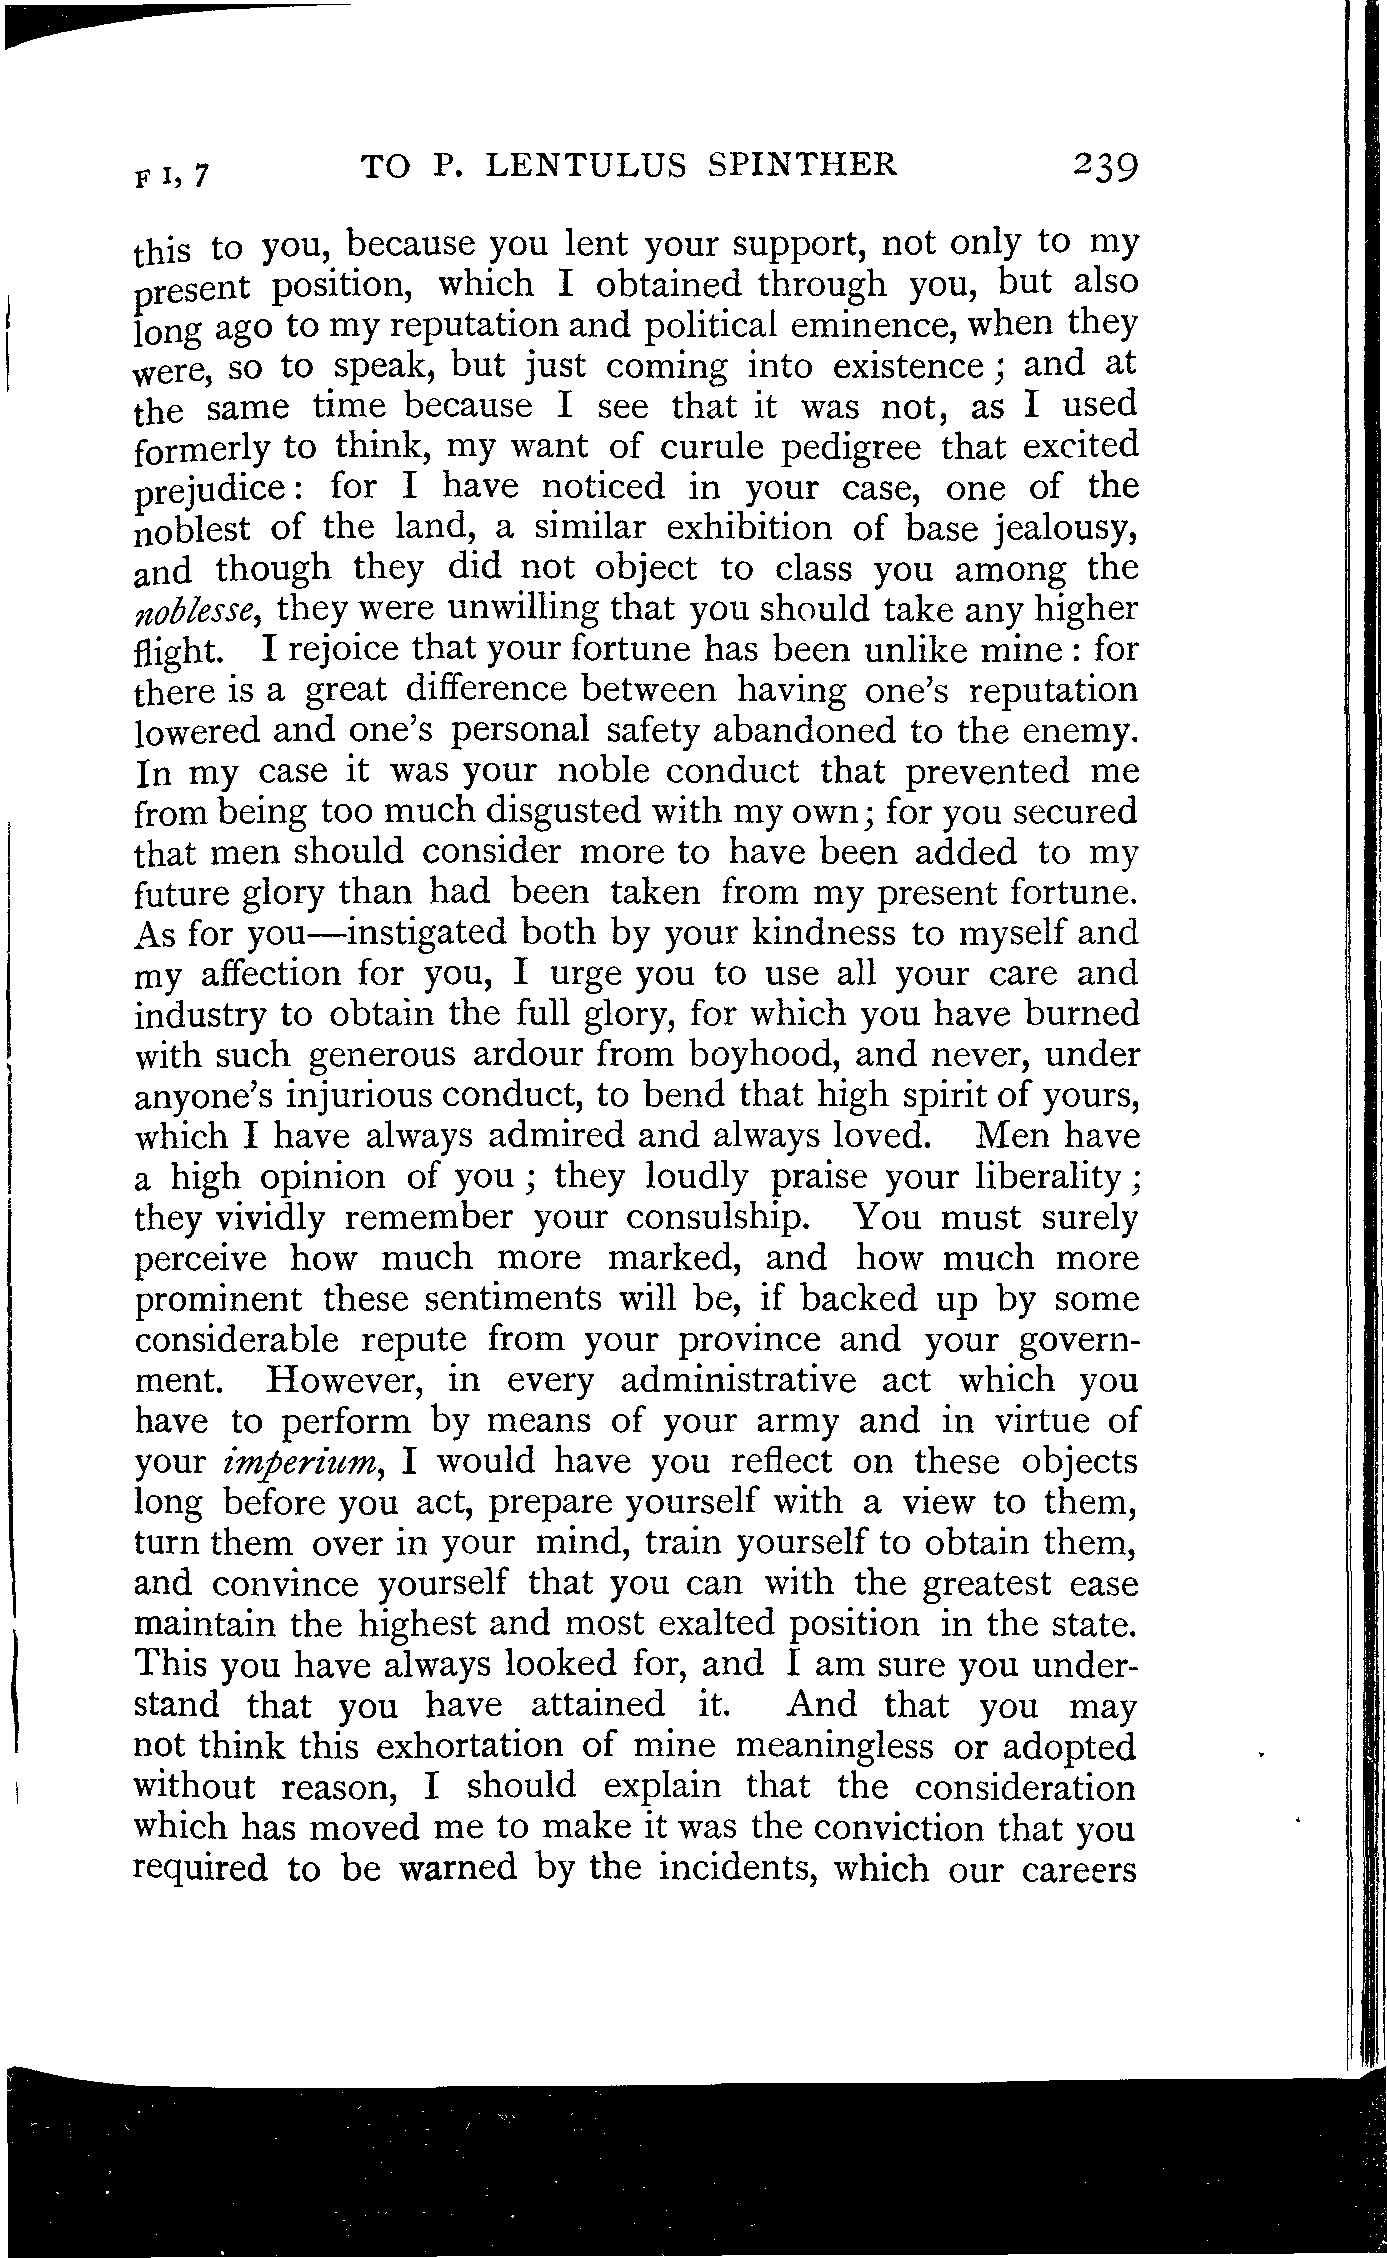 F I, 7 TO P. LENTULUS SPINTHER 239
this to you, because you lent your support, not only to my
present position, which I obtained through you, but also
long ago to my reputation and political eminence, when they
were, so to speak, but just coming into existence ; and at
the same time because I see that it was not, as I used
formerly to think, my want of curule pedigree that excited
prejudice : for I have noticed in your case, one of the
noblest of the land, a similar exhibition of base jealousy,
and though they did not object to class you among the
noblesse, they were unwilling that you should take any higher
flight. I rejoice that your fortune has been unlike mine : for
there is a great difference between having one's reputation
lowered and one's personal safety abandoned to the enemy.
In my case it was your noble conduct that prevented me
from being too much disgusted with my own; for you secured
that men should consider more to have been added to my
future glory than had been taken from my present fortune.
As for you—instigated both by your kindness to myself and
my affection for you, I urge you to use all your care and
industry to obtain the full glory, for which you have burned
with such generous ardour from boyhood, and never, under
anyone's injurious conduct, to bend that high spirit of yours,
which I have always admired and always loved. Men have
a high opinion of you ; they loudly praise your liberality ;
they vividly remember your consulship. You must surely
perceive how much more marked, and how much more
prominent these sentiments will be, if backed up by some
considerable repute from your province and your govern-
ment. However, in every administrative act which you
have to perform by means of your army and in virtue of
your imperium, I would have you reflect on these objects
long before you act, prepare yourself with a view to them,
turn them over in your mind, train yourself to obtain them,
and convince yourself that you can with the greatest ease
maintain the highest and most exalted position in the state.
This you have always looked for, and I am sure you under-
stand that you have attained it. And that you may
not think this exhortation of mine meaningless or adopted
without reason, I should explain that the consideration
which has moved me to make it was the conviction that you
required to be warned by the incidents, which our careers